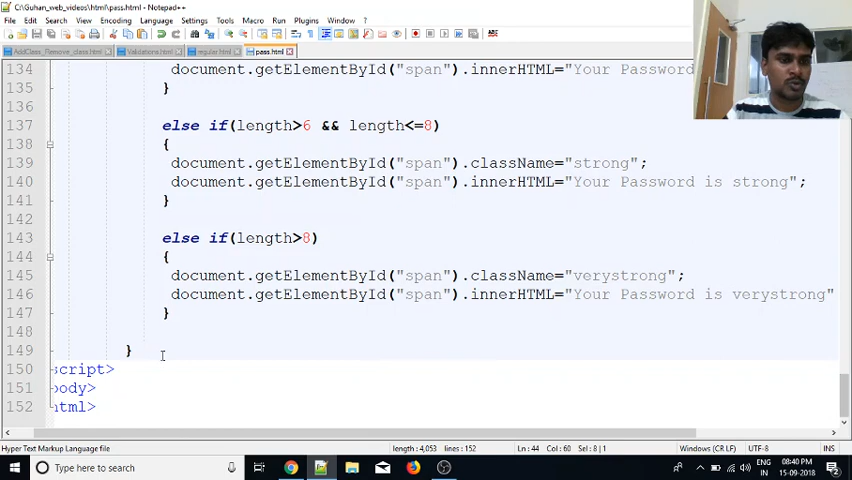 C:\Guhan_web_videos\html\pass.html - Notepad++
File Edit Search View Encoding Language Settings Tools Macro Run Plugins Window ?
AddClass_Remove_class.html Validations.html regular.html pass.html
134 document.getElementById("span").innerHTML="Your Password
135 }
136
137 else if(length>6 && length<=8)
138 {
139 document.getElementById("span").className="strong";
140 document.getElementById("span").innerHTML="Your Password is strong";
141 }
142
143 else if(length>8)
144 {
145 document.getElementById("span").className="verystrong";
146 document.getElementById("span").innerHTML="Your Password is verystrong"
147 }
148
149 }
150 script>
151 body>
152 html>
Hyper Text Markup Language file length : 4,053 lines : 152 Ln : 44 Col : 60 Sel : 8 | 1 Windows (CR LF) UTF-8 INS
Type here to search ENG 08:40 PM
IN 15-09-2018